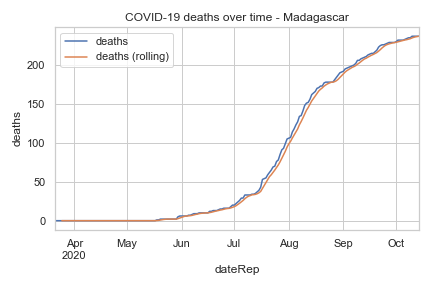 COVID-19 deaths over time - Madagascar
deaths
deaths (rolling)
deaths
200
150
100
50
0
Apr May Jun Jul Aug Sep Oct
2020
dateRep